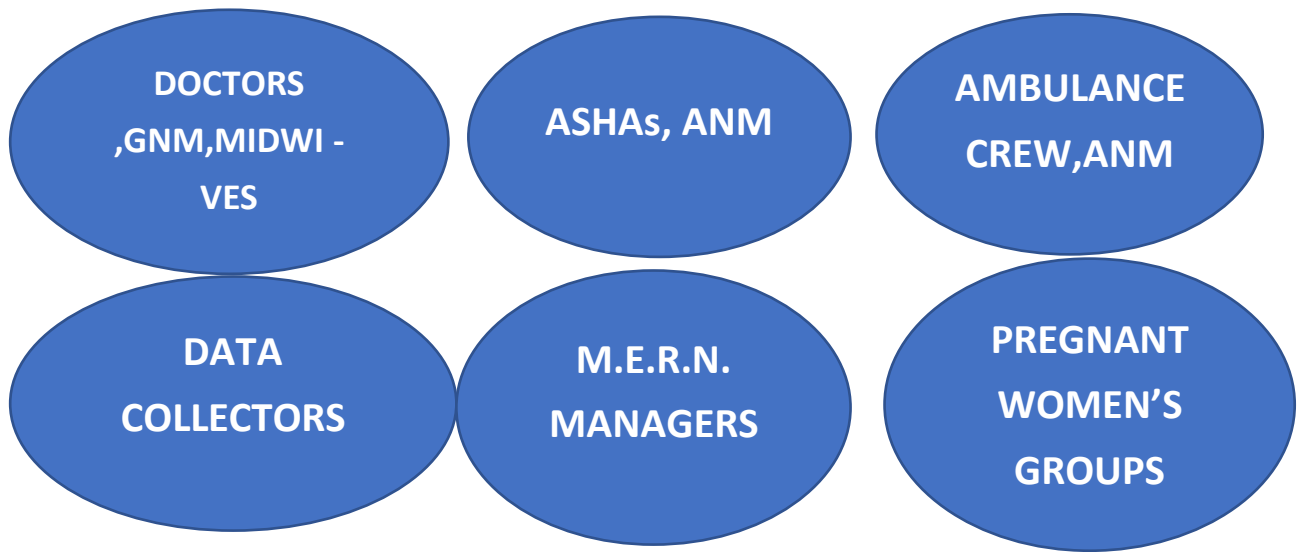 DOCTORS
,GNM,MIDWI -
VES
ASHAs, ANM
AMBULANCE
CREW,ANM
DATA
COLLECTORS
M.E.R.N.
MANAGERS
PREGNANT
WOMEN’S
GROUPS